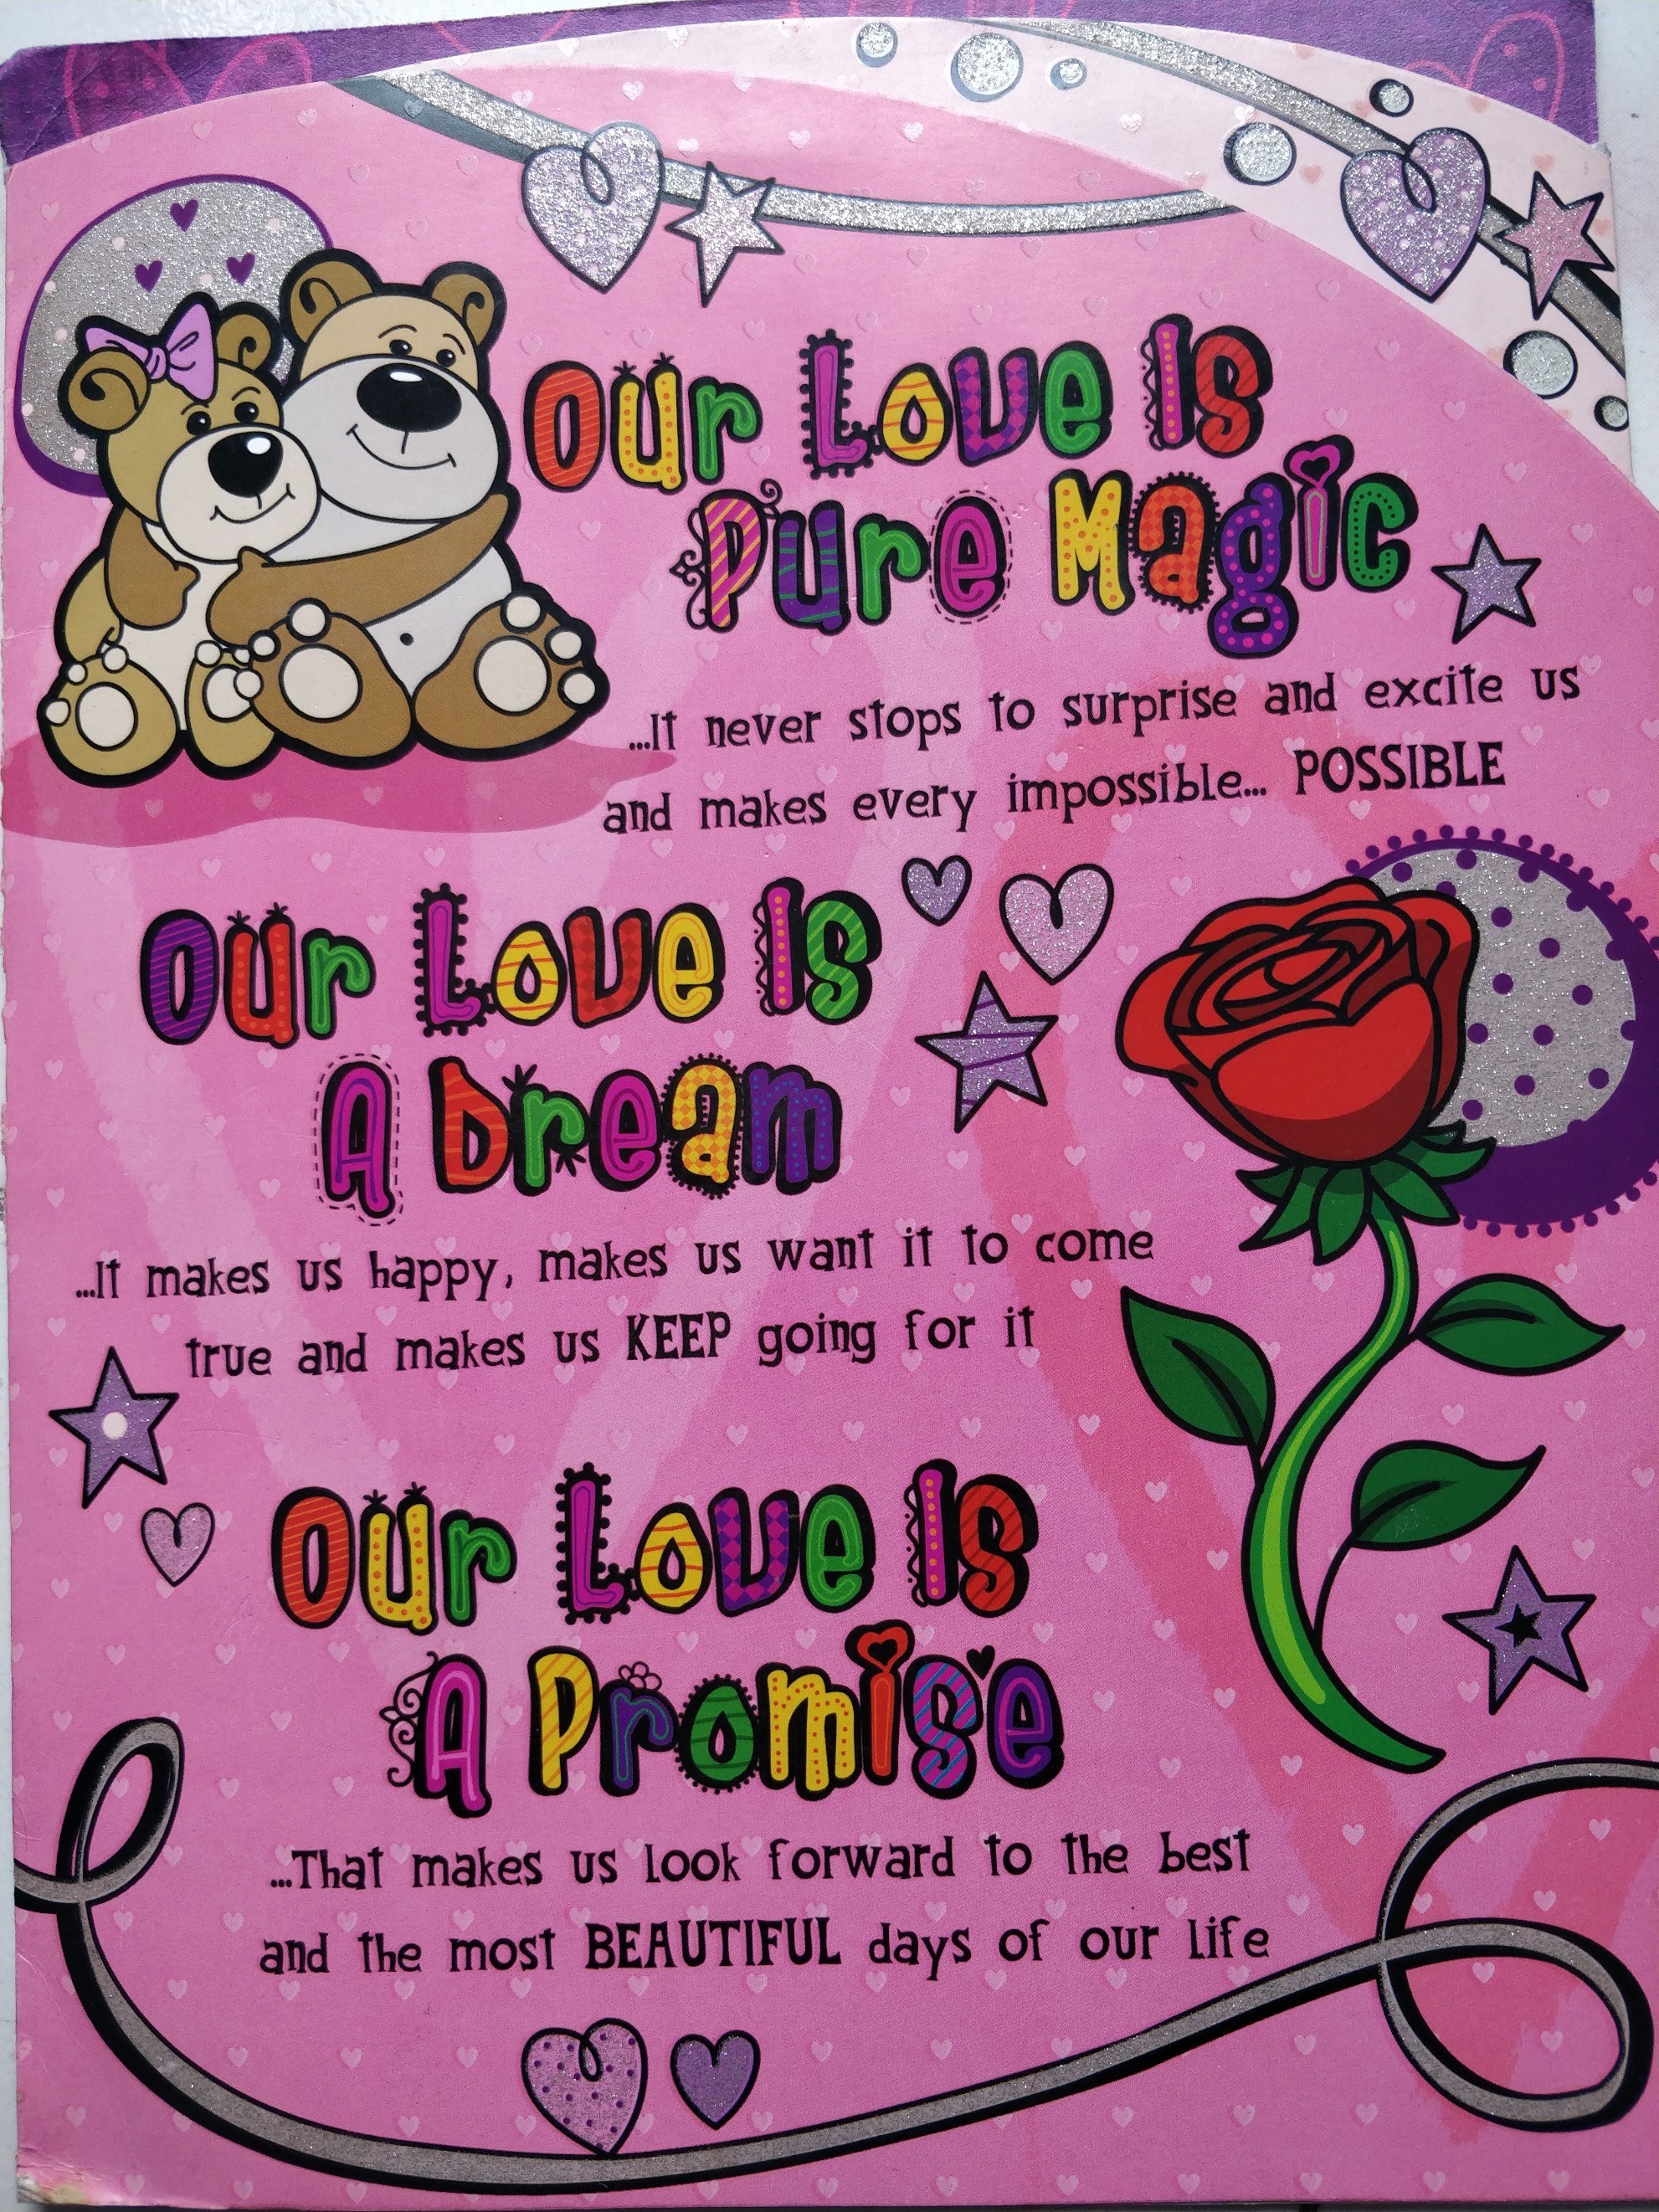 Our Love Is
Pure Magic
...It never stops to surprise and excite us
and makes every impossible... POSSIBLE
Our Love Is
A Dream
...It makes us happy, makes us want it to come
true and makes us KEEP going for it
Our Love Is
A Promise
...That makes us look forward to the best
and the most BEAUTIFUL days of our life